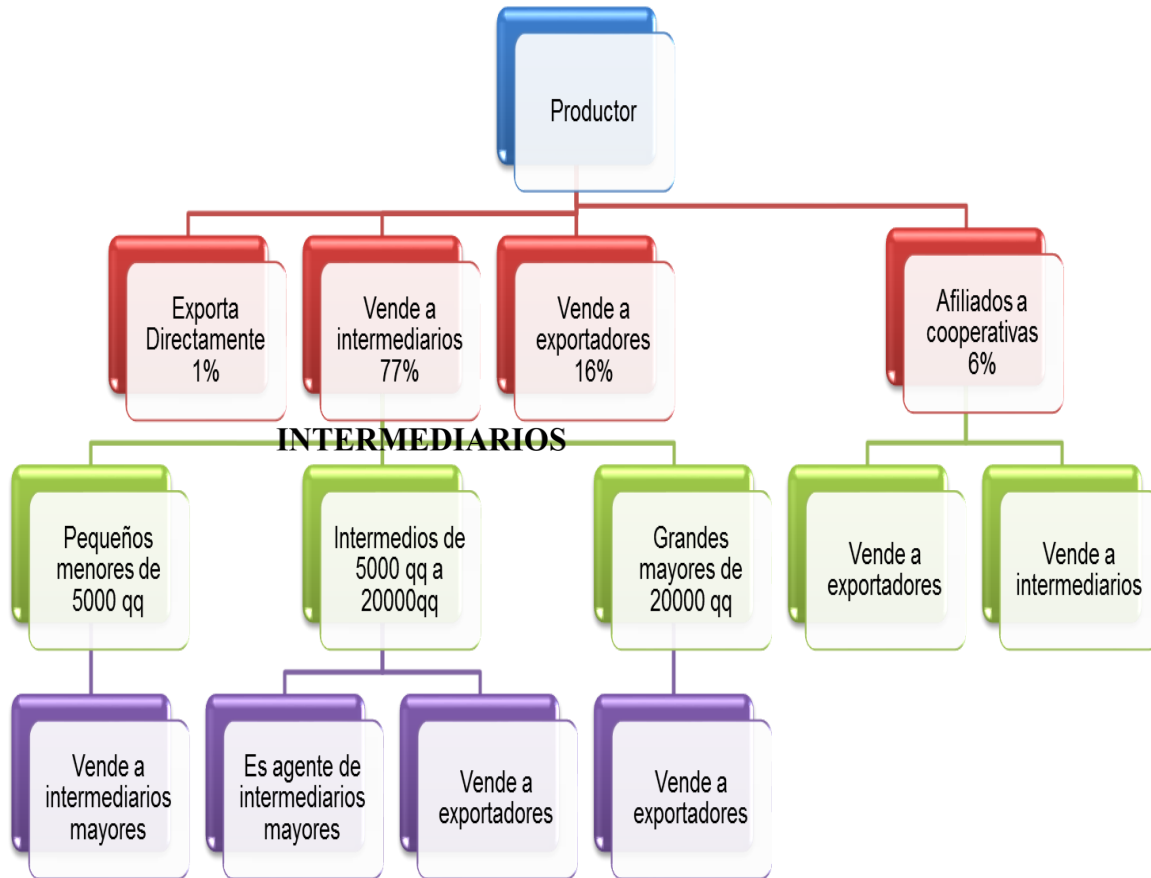 Productor
Exporta
Directamente
1%
Vende a
intermediarios
77%
Vende a
exportadores
16%
Afiliados a
cooperativas
6%
INTERMEDIARIOS
Pequeños
menores de
5000 qq
Intermedios de
5000 qq a
20000qq
Grandes
mayores de
20000 qq
Vende a
exportadores
Vende a
intermediarios
Vende a
intermediarios
mayores
Es agente de
intermediarios
mayores
Vende a
exportadores
Vende a
exportadores